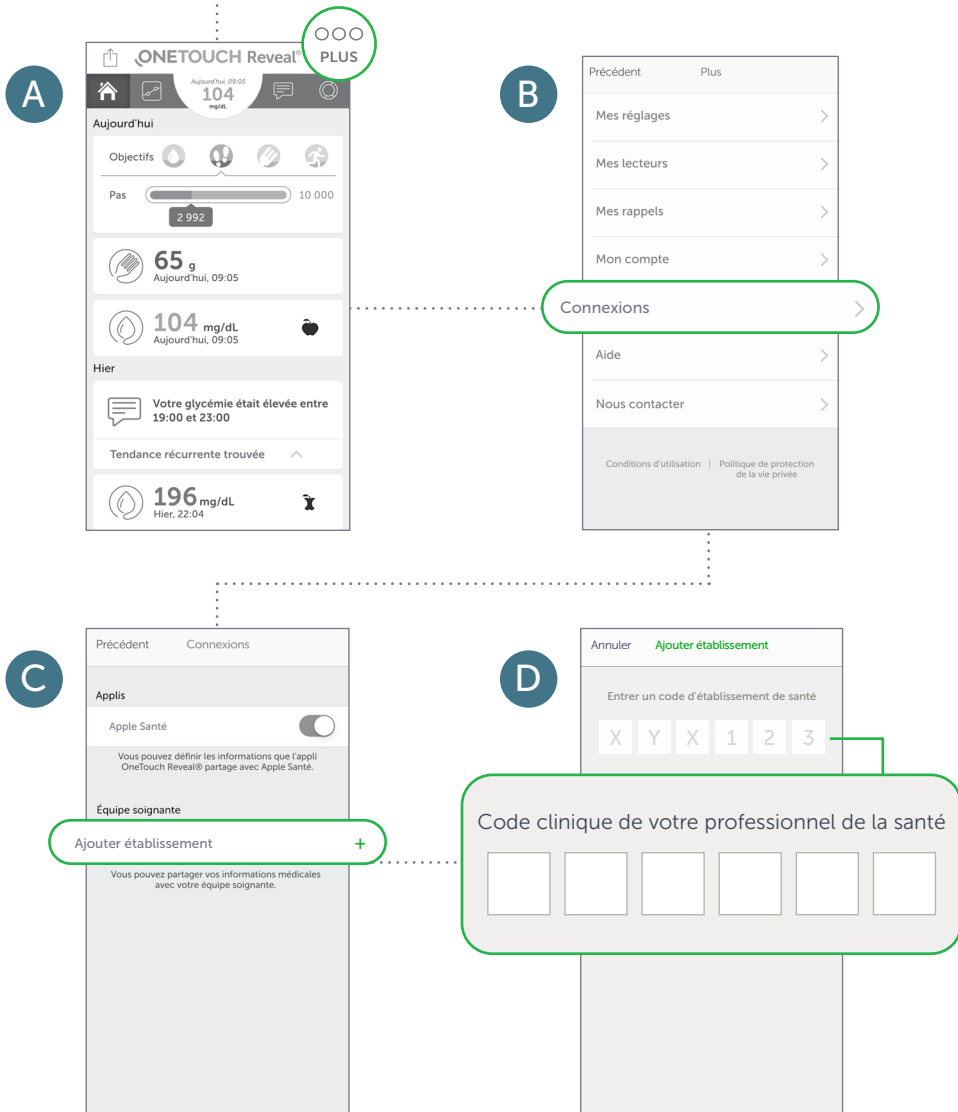 A
ONETOUCH Reveal®
PLUS
Aujourd'hui, 09:05
104
mg/dL
Aujourd'hui
Objectifs
Pas
10 000
2 992
65 g
Aujourd'hui, 09:05
104 mg/dL
Aujourd'hui, 09:05
Hier
Votre glycémie était élevée entre
19:00 et 23:00
Tendance récurrente trouvée
196 mg/dL
Hier, 22:04
B
Précédent Plus
Mes réglages
Mes lecteurs
Mes rappels
Mon compte
Connexions
Aide
Nous contacter
Conditions d'utilisation | Politique de protection
de la vie privée
C
Précédent Connexions
Applis
Apple Santé
Vous pouvez définir les informations que l'appli
OneTouch Reveal® partage avec Apple Santé.
Équipe soignante
Ajouter établissement +
Vous pouvez partager vos informations médicales
avec votre équipe soignante.
D
Annuler Ajouter établissement
Entrer un code d'établissement de santé
X Y X 1 2 3
Code clinique de votre professionnel de la santé